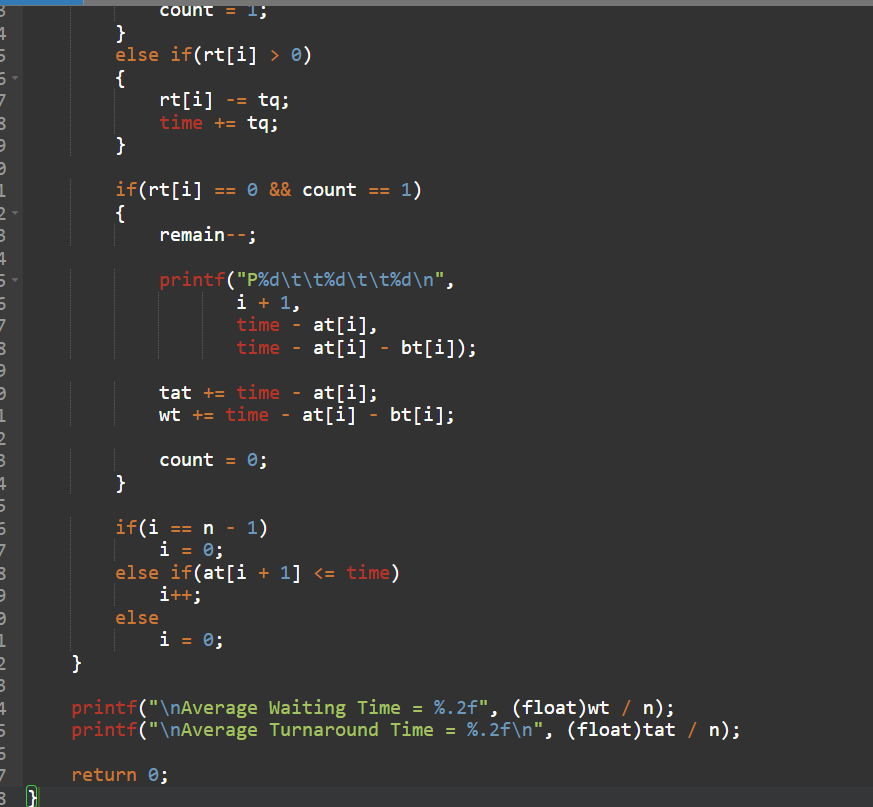 count = 1;
}
else if(rt[i] > 0)
{
rt[i] -= tq;
time += tq;
}
if(rt[i] == 0 && count == 1)
{
remain--;
printf("P%d\t\t%d\t\t%d\n",
i + 1,
time - at[i],
time - at[i] - bt[i]);
tat += time - at[i];
wt += time - at[i] - bt[i];
count = 0;
}
if(i == n - 1)
i = 0;
else if(at[i + 1] <= time)
i++;
else
i = 0;
}
printf("\nAverage Waiting Time = %.2f", (float)wt / n);
printf("\nAverage Turnaround Time = %.2f\n", (float)tat / n);
return 0;
}